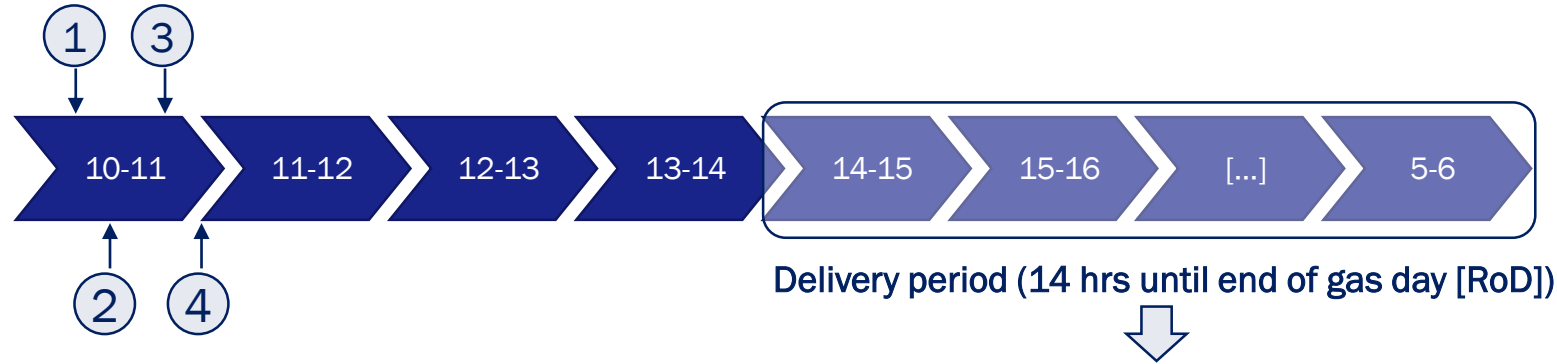 1 3
10-11 11-12 12-13 13-14 14-15 15-16 [...] 5-6
2 4
Delivery period (14 hrs until end of gas day [RoD])